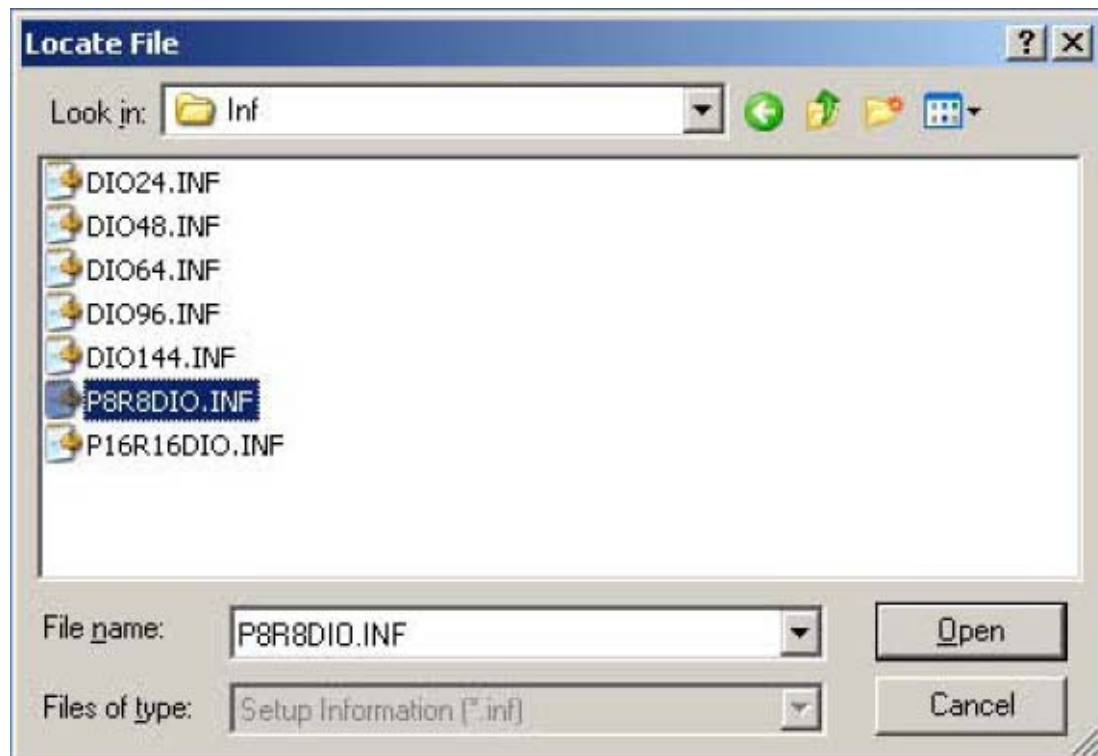 Locate File
Look in: Inf
DIO24.INF
DIO48.INF
DIO64.INF
DIO96.INF
DIO144.INF
P8R8DIO.INF
P16R16DIO.INF
File name: P8R8DIO.INF Open
Files of type: Setup Information (*.inf) Cancel